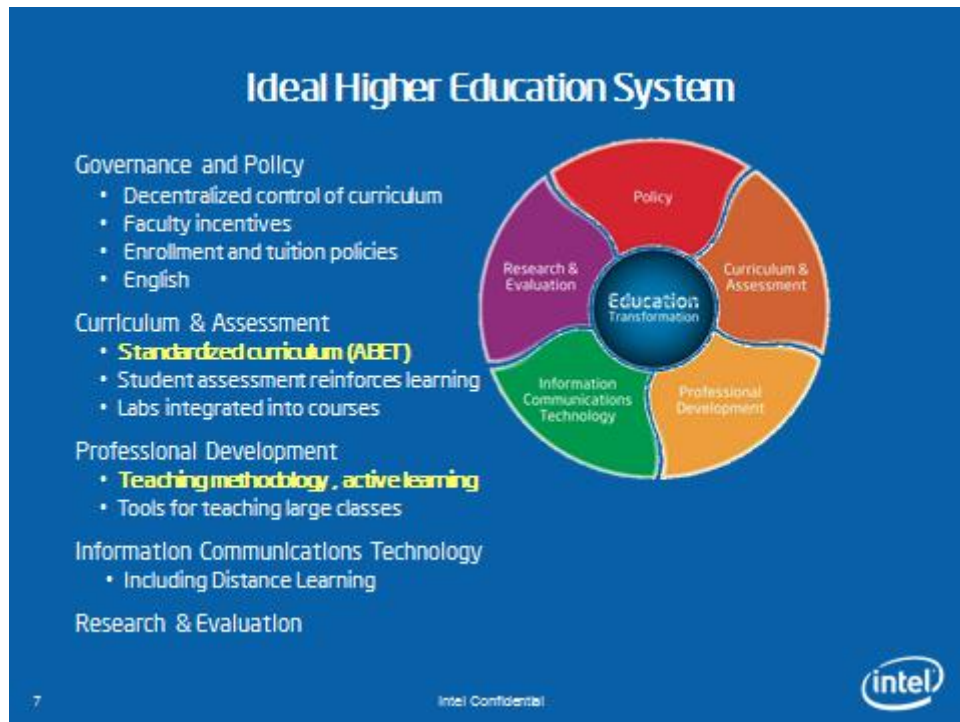 Ideal Higher Education System
Governance and Policy
• Decentralized control of curriculum
• Faculty incentives
• Enrollment and tuition policies
• English
Curriculum & Assessment
• Standardized curriculum (ABET)
• Student assessment reinforces learning
• Labs integrated into courses
Professional Development
• Teaching methodology , active learning
• Tools for teaching large classes
Information Communications Technology
• Including Distance Learning
Research & Evaluation
Policy
Curriculum &
Assessment
Professional
Development
Information
Communications
Technology
Research &
Evaluation
Education
Transformation
7
Intel Confidential
intel